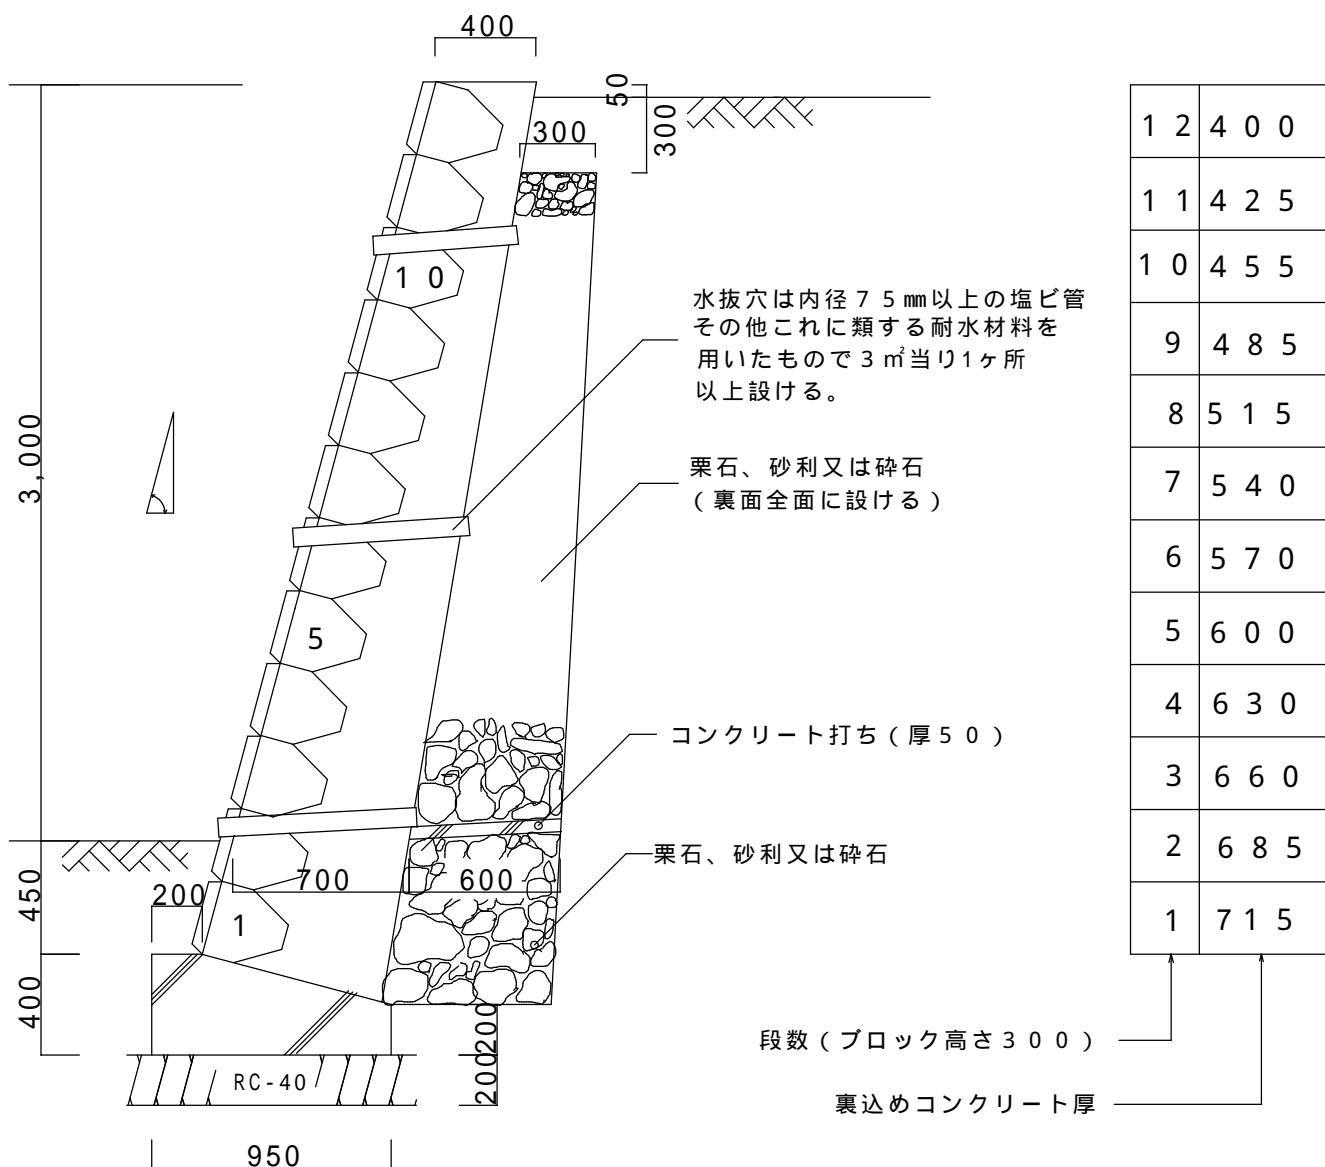 400
50
300
300
3,000
10
水抜穴は内径75㎜以上の塩ビ管
その他これに類する耐水材料を
用いたもので3㎡当り1ヶ所
以上設ける。
栗石、砂利又は砕石
(裏面全面に設ける)
5
コンクリート打ち(厚50)
栗石、砂利又は砕石
700
600
200
1
450
400
200
200
RC-40
950
12 400
11 425
10 455
9 485
8 515
7 540
6 570
5 600
4 630
3 660
2 685
1 715
段数(ブロック高さ300)
裏込めコンクリート厚